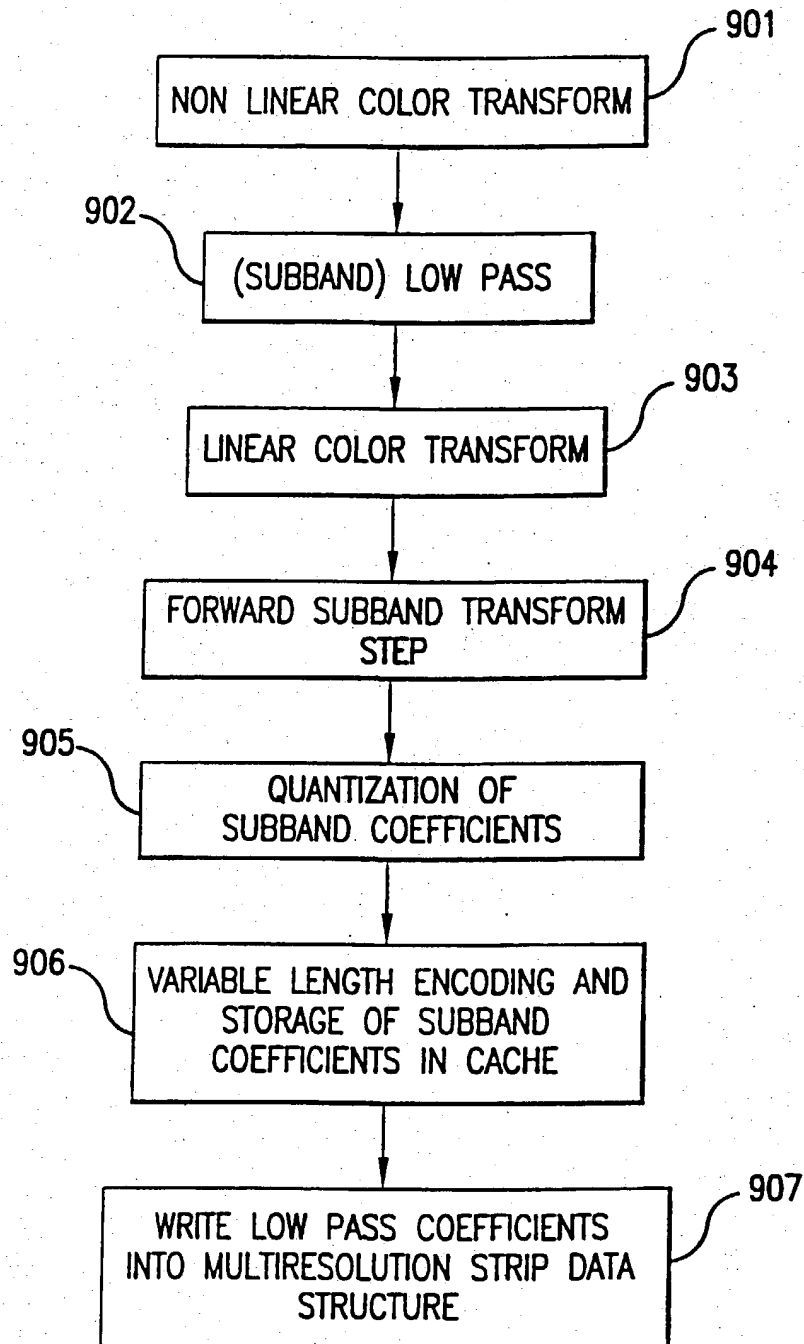 901
NON LINEAR COLOR TRANSFORM
902
(SUBBAND) LOW PASS
903
LINEAR COLOR TRANSFORM
904
FORWARD SUBBAND TRANSFORM
STEP
905
QUANTIZATION OF
SUBBAND COEFFICIENTS
906
VARIABLE LENGTH ENCODING AND
STORAGE OF SUBBAND
COEFFICIENTS IN CACHE
907
WRITE LOW PASS COEFFICIENTS
INTO MULTIRESOLUTION STRIP DATA
STRUCTURE